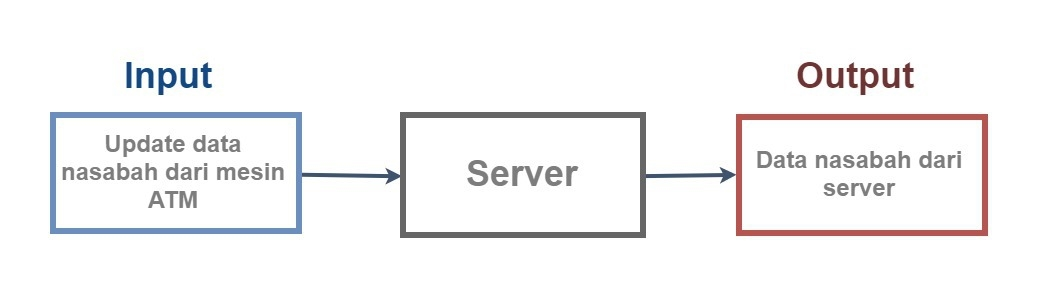 Input
Output
Update data
nasabah dari mesin
ATM
Server
Data nasabah dari
server